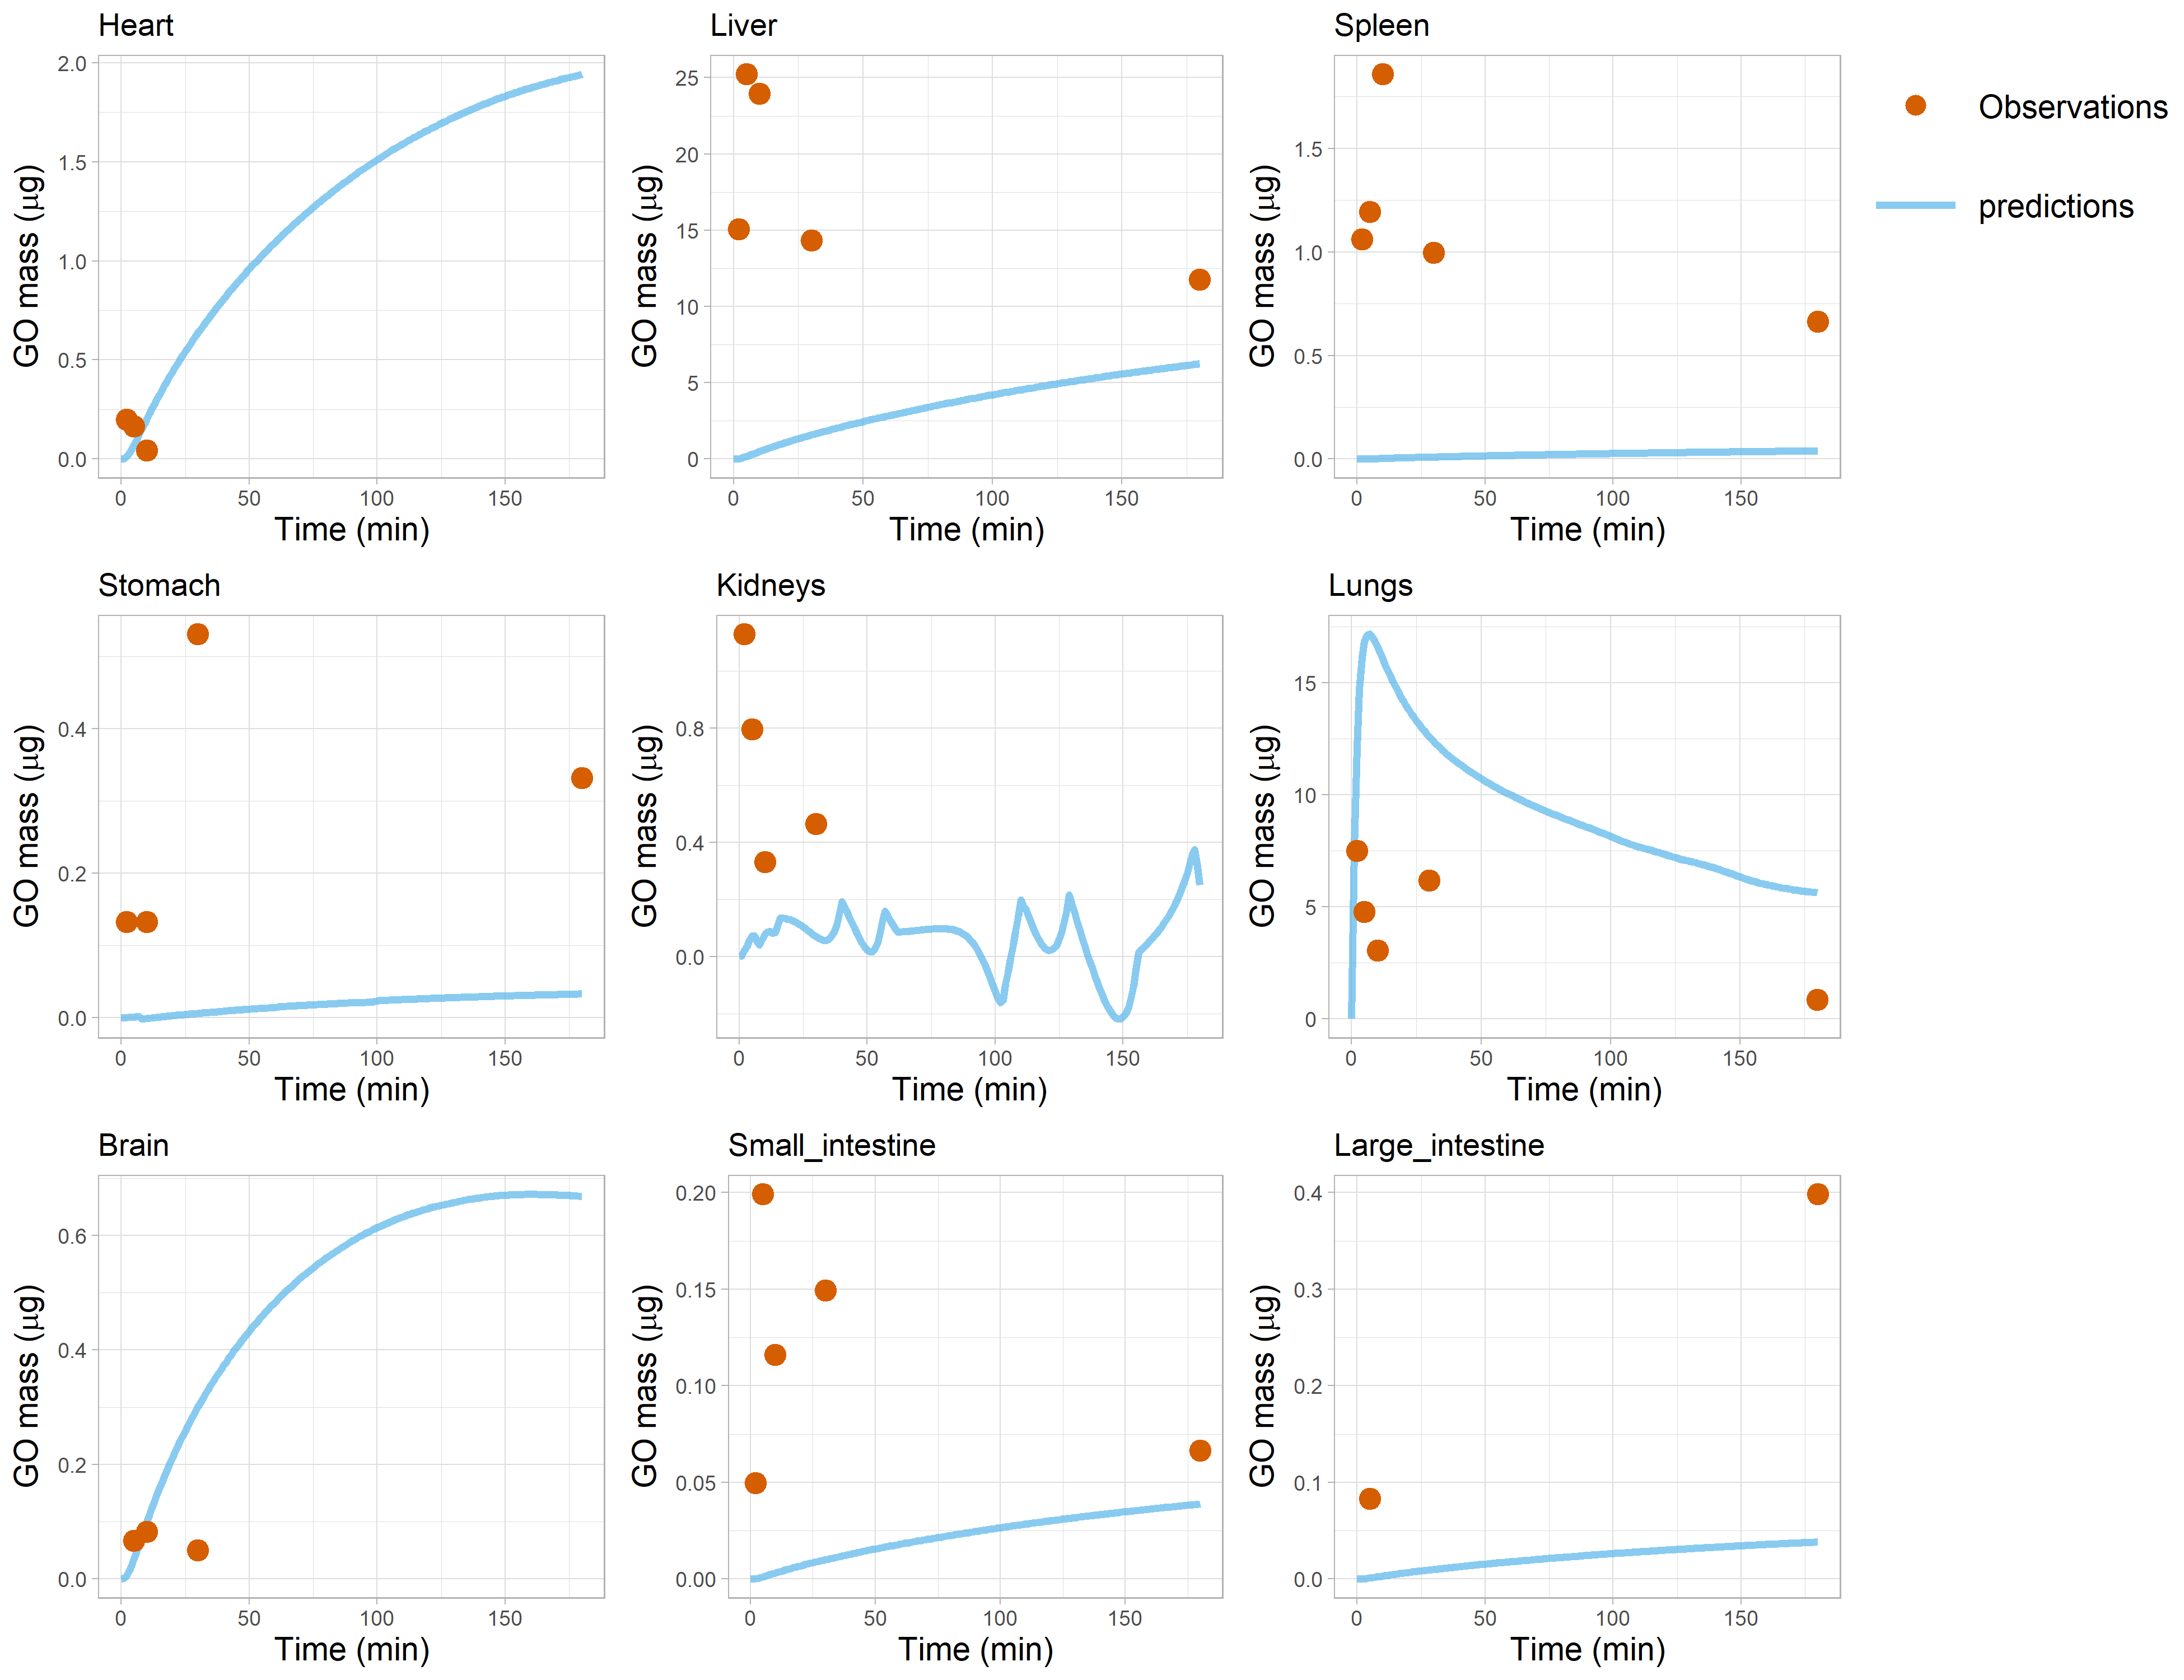 Heart
2.0
1.5
1.0
0.5
0.0
GO mass (μg)
0 50 100 150
Time (min)
Liver
25
20
15
10
5
0
GO mass (μg)
0 50 100 150
Time (min)
Spleen
1.5
1.0
0.5
0.0
GO mass (μg)
0 50 100 150
Time (min)
Observations
predictions
Stomach
0.4
0.2
0.0
GO mass (μg)
0 50 100 150
Time (min)
Kidneys
0.8
0.4
0.0
GO mass (μg)
0 50 100 150
Time (min)
Lungs
15
10
5
0
GO mass (μg)
0 50 100 150
Time (min)
Brain
0.6
0.4
0.2
0.0
GO mass (μg)
0 50 100 150
Time (min)
Small_intestine
0.20
0.15
0.10
0.05
0.00
GO mass (μg)
0 50 100 150
Time (min)
Large_intestine
0.4
0.3
0.2
0.1
0.0
GO mass (μg)
0 50 100 150
Time (min)